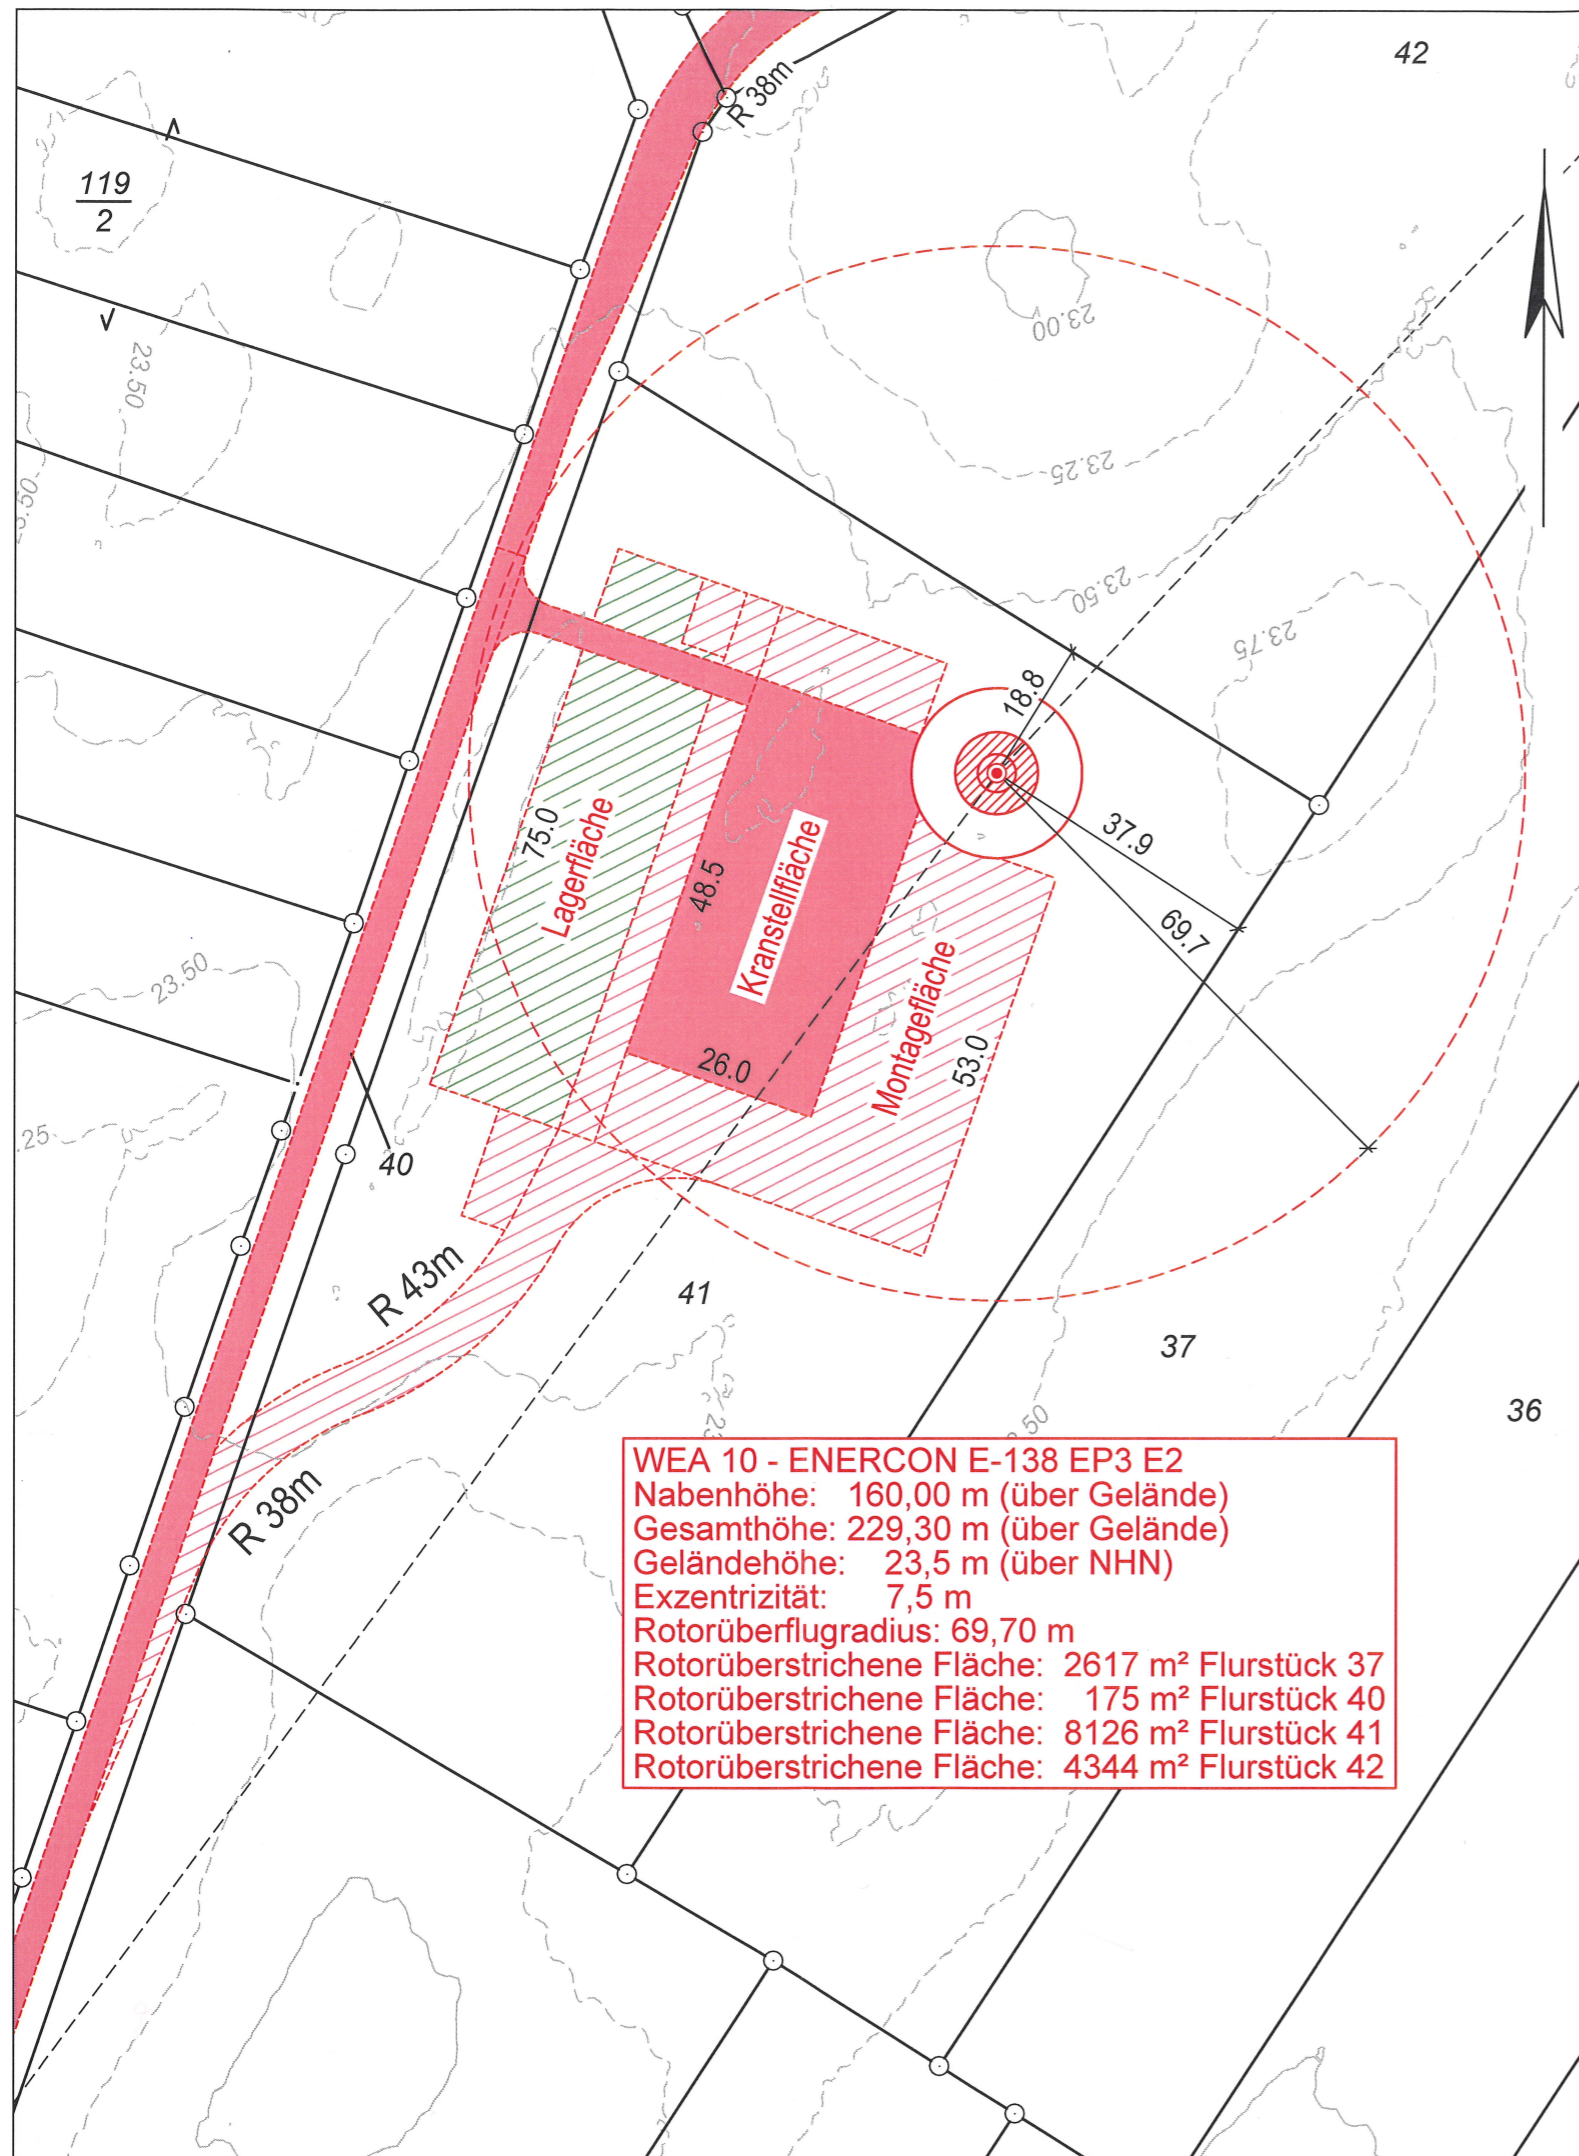 42
R 38m
119
2
23.00
23.50
23.25
23.50
23.75
18.8
37.9
69.7
75.0
Lagerfläche
48.5
Kranstellfläche
26.0
Montagefläche
53.0
23.50
.25
40
R 43m
41
37
36
R 38m
WEA 10 - ENERCON E-138 EP3 E2
Nabenhöhe: 160,00 m (über Gelände)
Gesamthöhe: 229,30 m (über Gelände)
Geländehöhe: 23,5 m (über NHN)
Exzentrizität: 7,5 m
Rotorüberflugradius: 69,70 m
Rotorüberstrichene Fläche: 2617 m² Flurstück 37
Rotorüberstrichene Fläche: 175 m² Flurstück 40
Rotorüberstrichene Fläche: 8126 m² Flurstück 41
Rotorüberstrichene Fläche: 4344 m² Flurstück 42